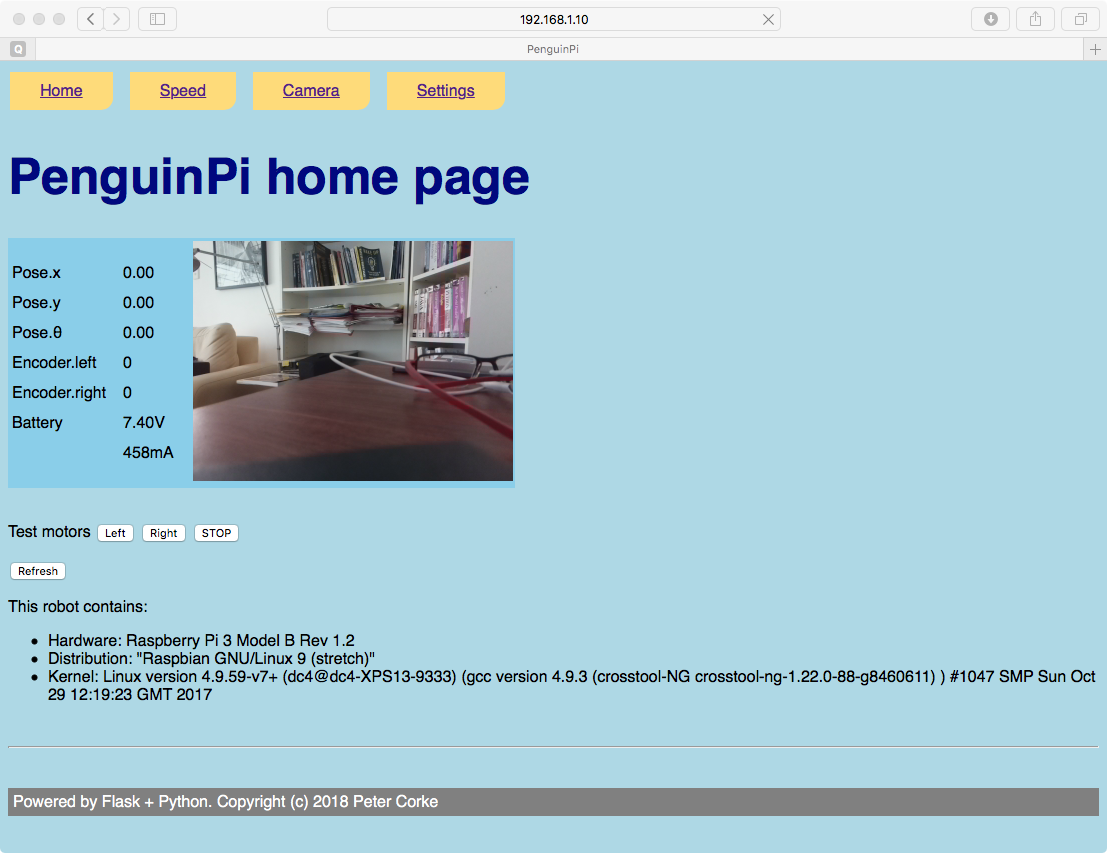 192.168.1.10
Q
PenguinPi
Home Speed Camera Settings
PenguinPi home page
Pose.x 0.00
Pose.y 0.00
Pose.θ 0.00
Encoder.left 0
Encoder.right 0
Battery 7.40V
458mA
Test motors Left Right STOP
Refresh
This robot contains:
• Hardware: Raspberry Pi 3 Model B Rev 1.2
• Distribution: "Raspbian GNU/Linux 9 (stretch)"
• Kernel: Linux version 4.9.59-v7+ (dc4@dc4-XPS13-9333) (gcc version 4.9.3 (crosstool-NG crosstool-ng-1.22.0-88-g8460611) ) #1047 SMP Sun Oct
29 12:19:23 GMT 2017
Powered by Flask + Python. Copyright (c) 2018 Peter Corke